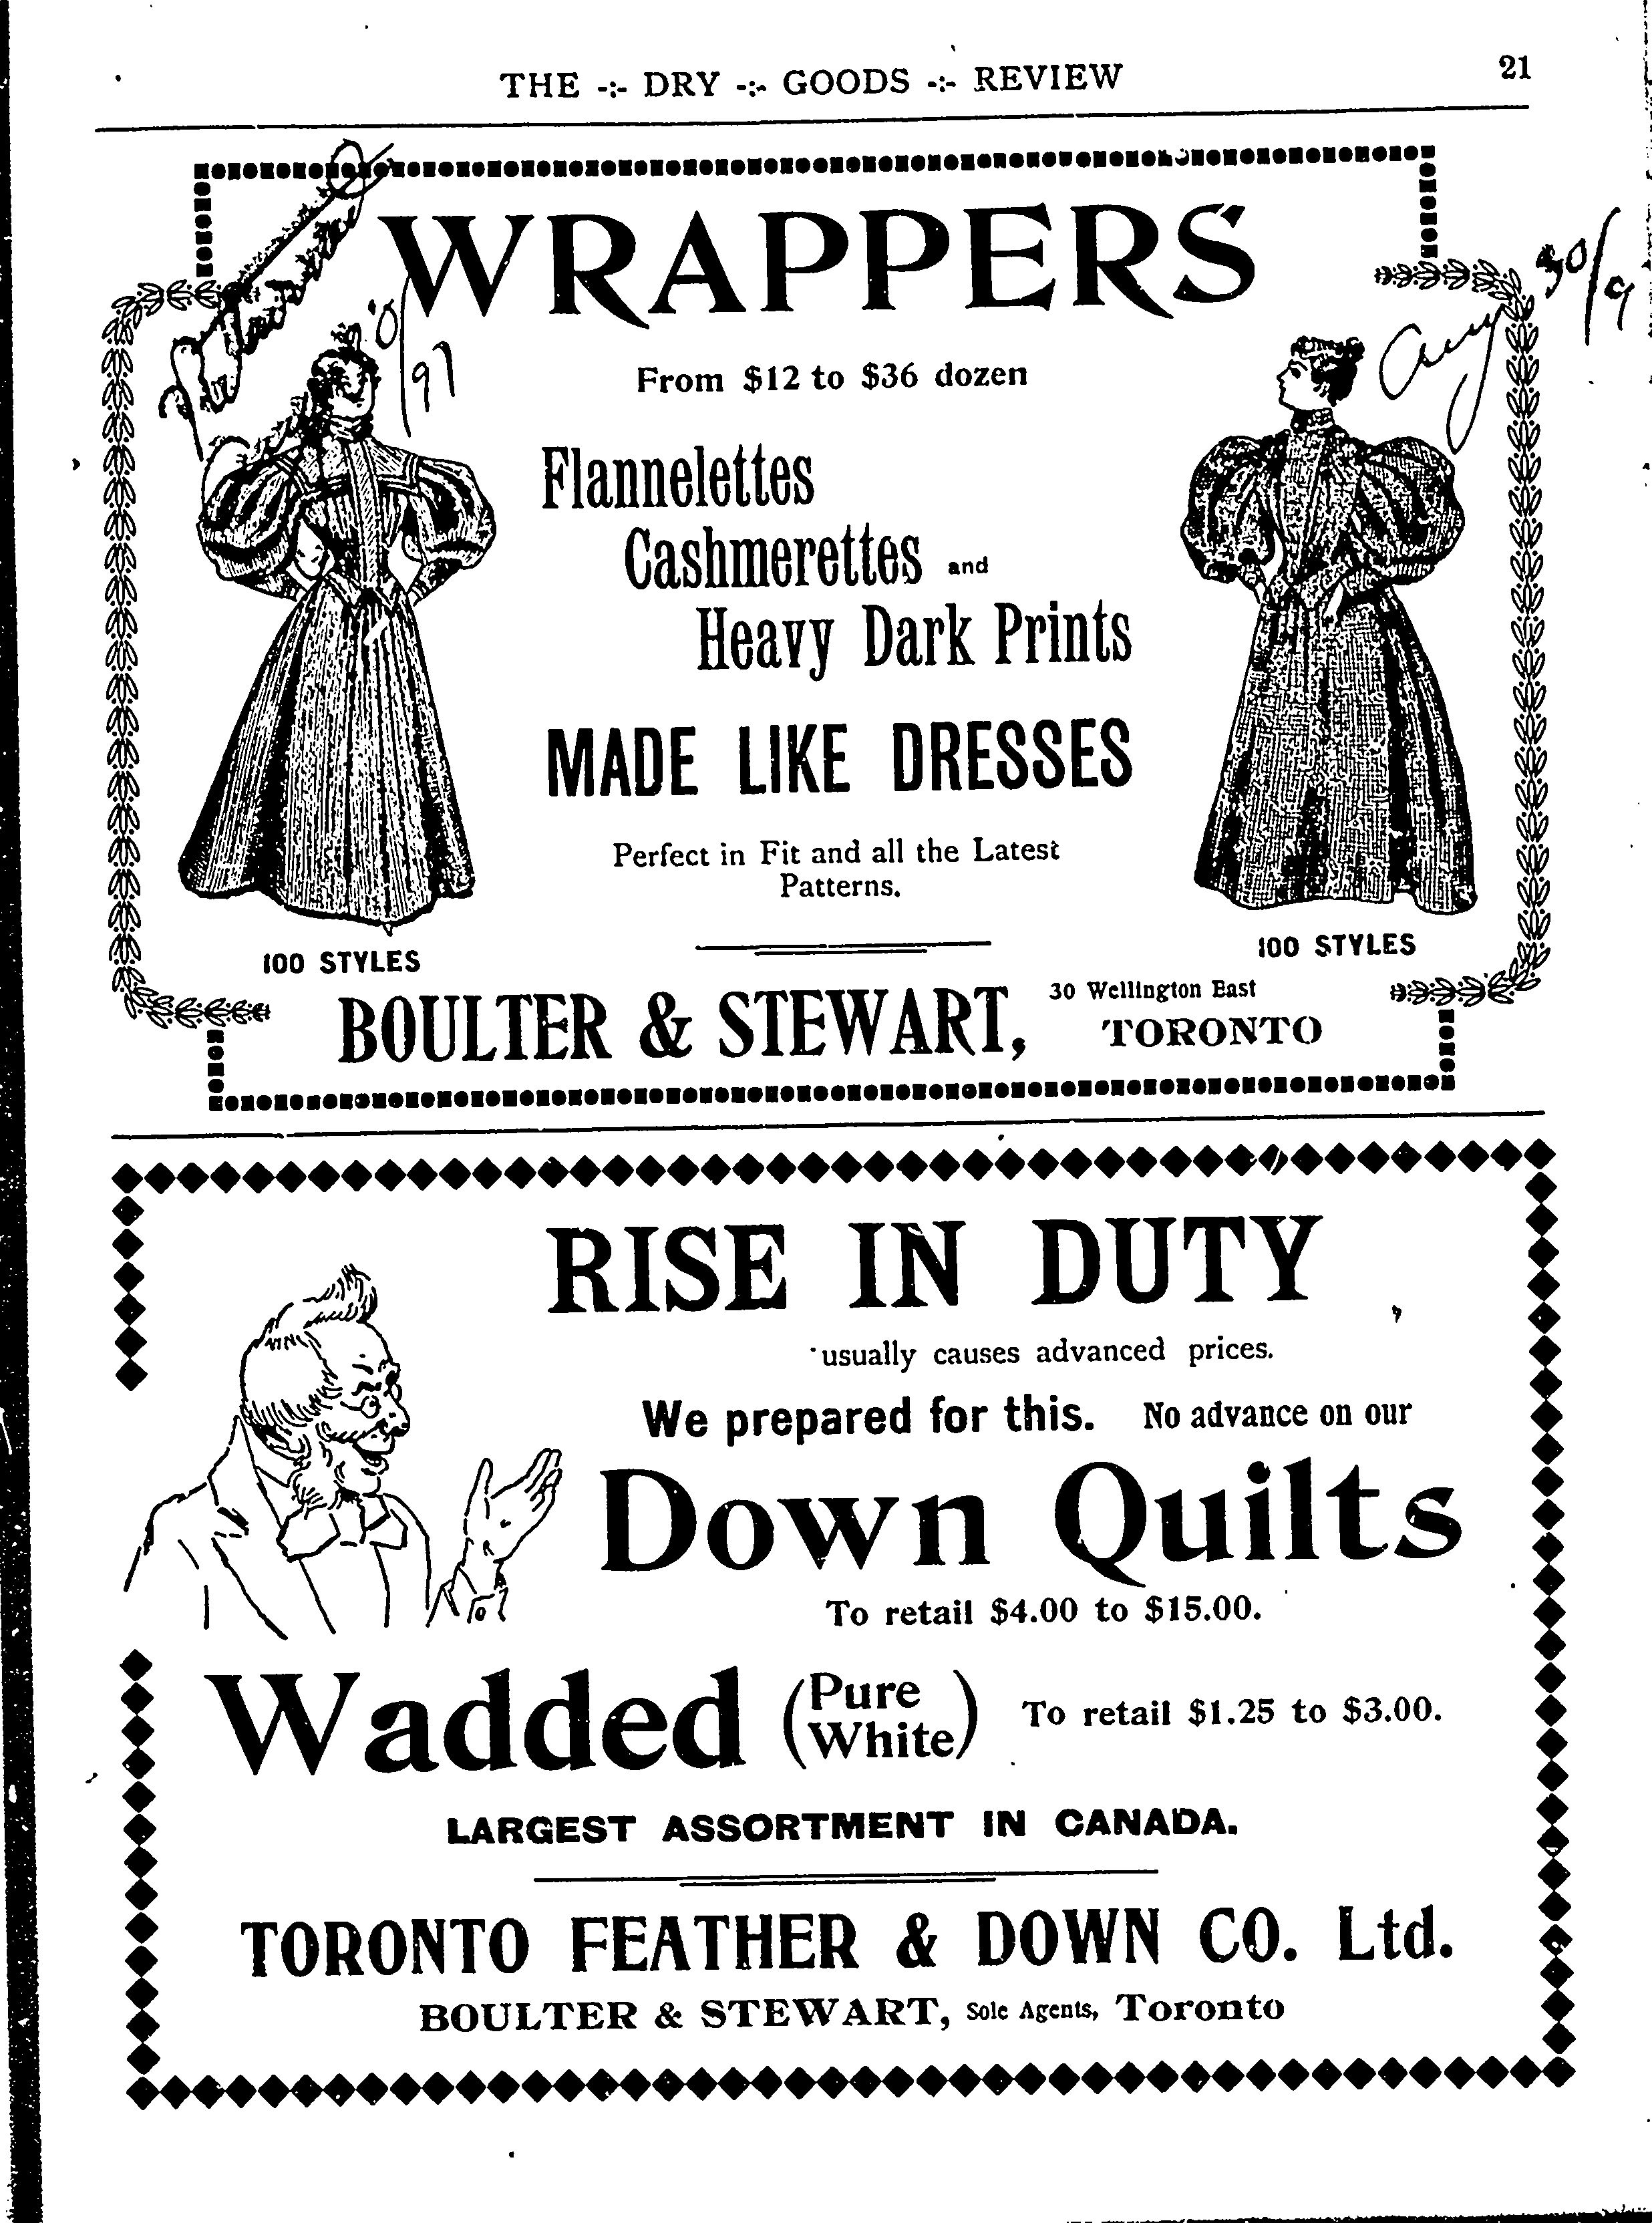 THE -:- DRY -:- GOODS -:- REVIEW 21
WRAPPERS
From $12 to $36 dozen
Flannelettes
Cashmerettes and
Heavy Dark Prints
MADE LIKE DRESSES
Perfect in Fit and all the Latest
Patterns.
100 STYLES
100 STYLES
BOULTER & STEWART, 30 Wellington East
TORONTO
Aug 30/9
97
RISE IN DUTY
usually causes advanced prices.
We prepared for this. No advance on our
Down Quilts
To retail $4.00 to $15.00.
Wadded (Pure White) To retail $1.25 to $3.00.
LARGEST ASSORTMENT IN CANADA.
TORONTO FEATHER & DOWN CO. Ltd.
BOULTER & STEWART, Sole Agents, Toronto